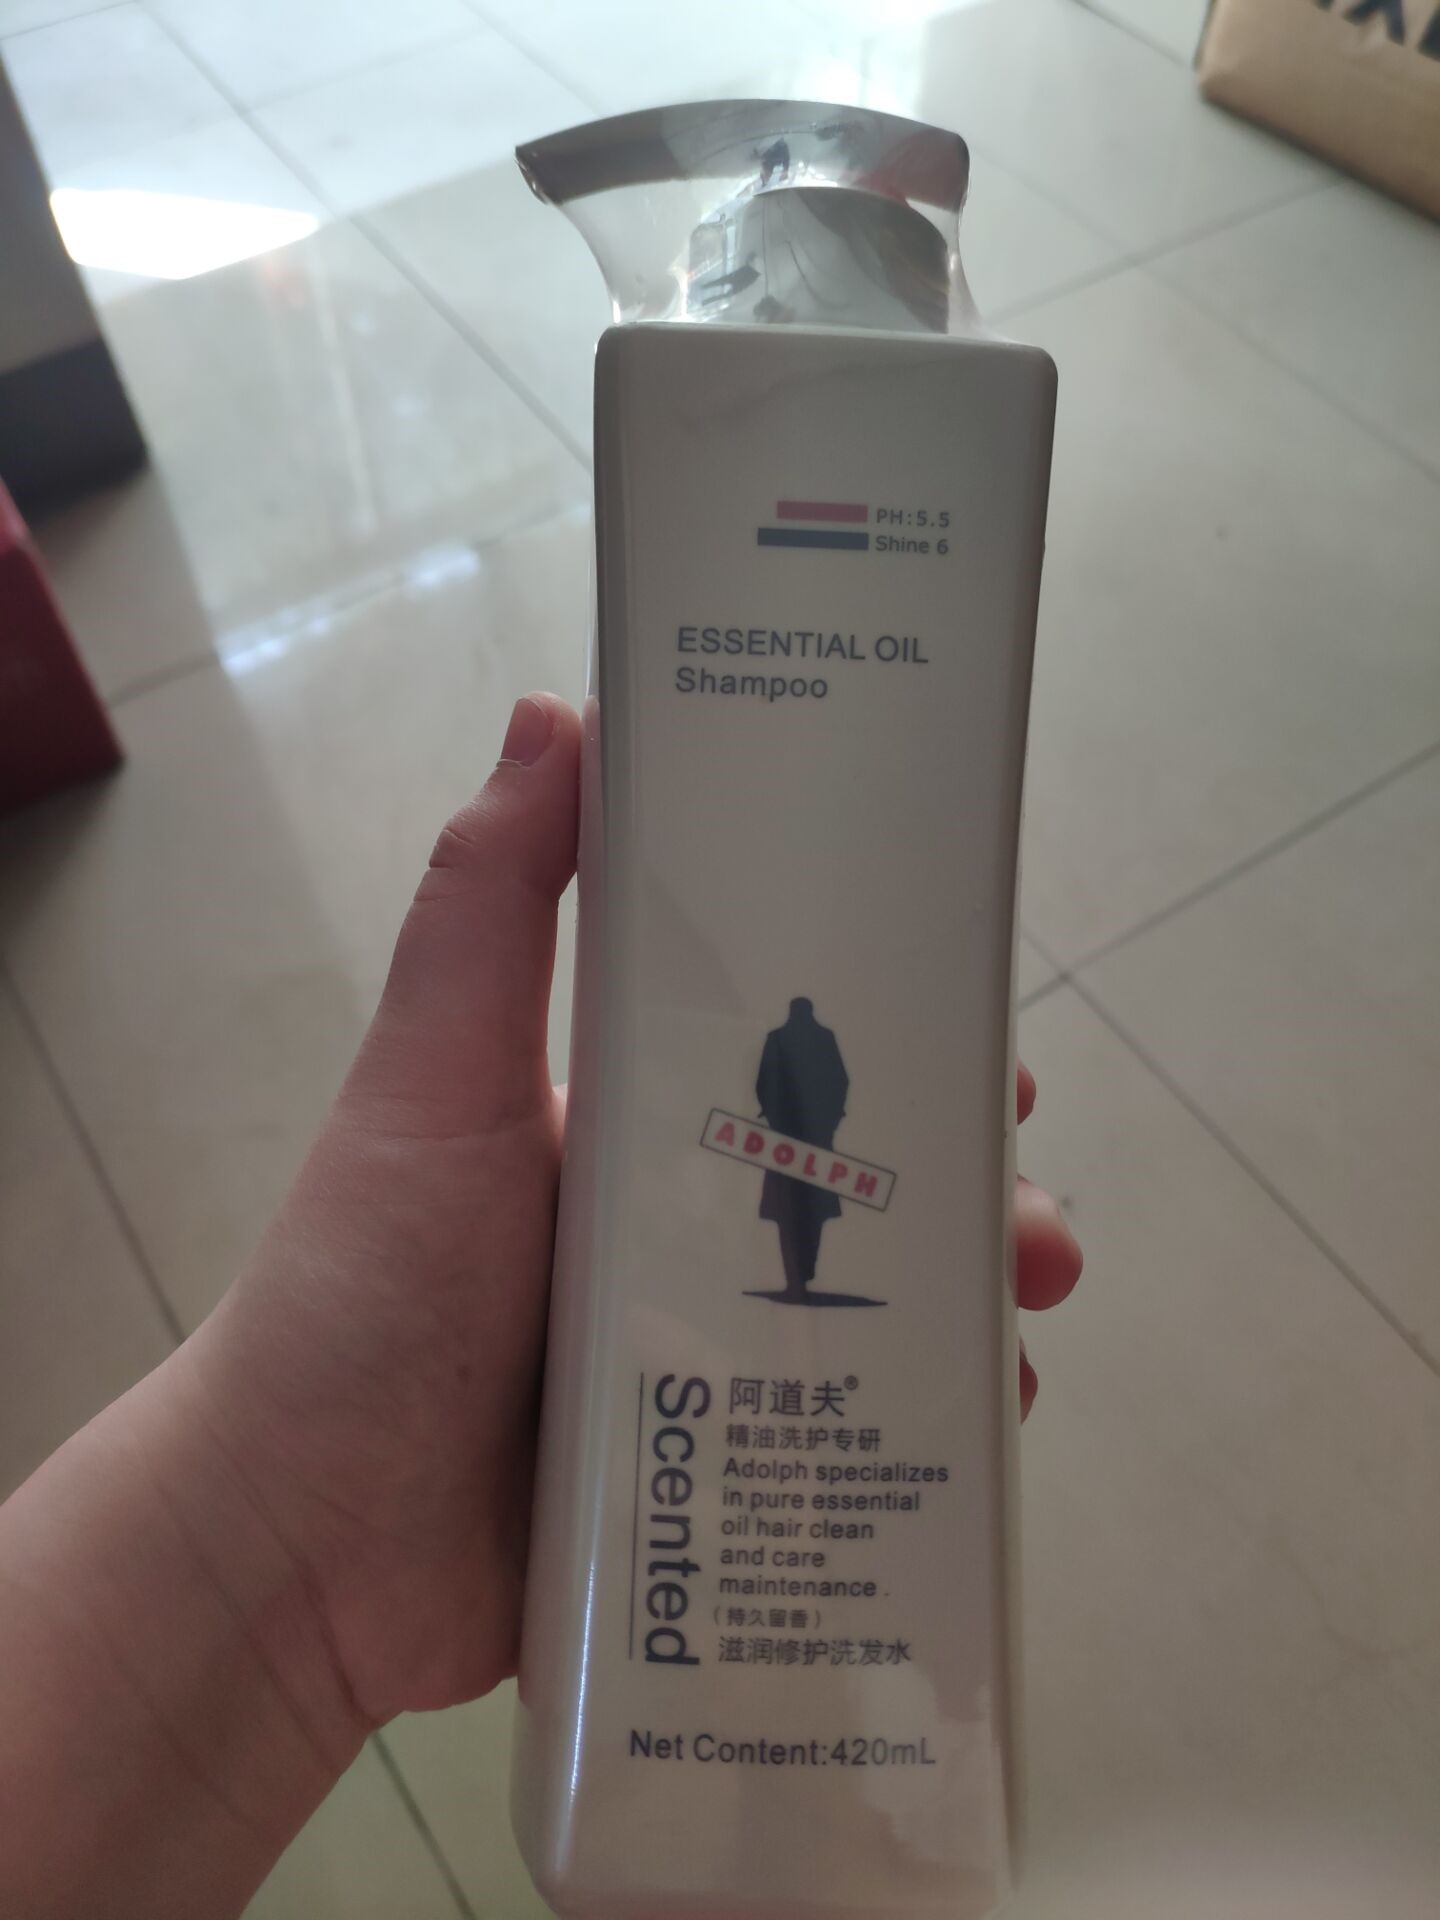 PH:5.5
Shine 6
ESSENTIAL OIL
Shampoo
ADOLPH
Scented
阿道夫®
精油洗护专研
Adolph specializes
in pure essential
oil hair clean
and care
maintenance.
(持久留香)
滋润修护洗发水
Net Content:420mL